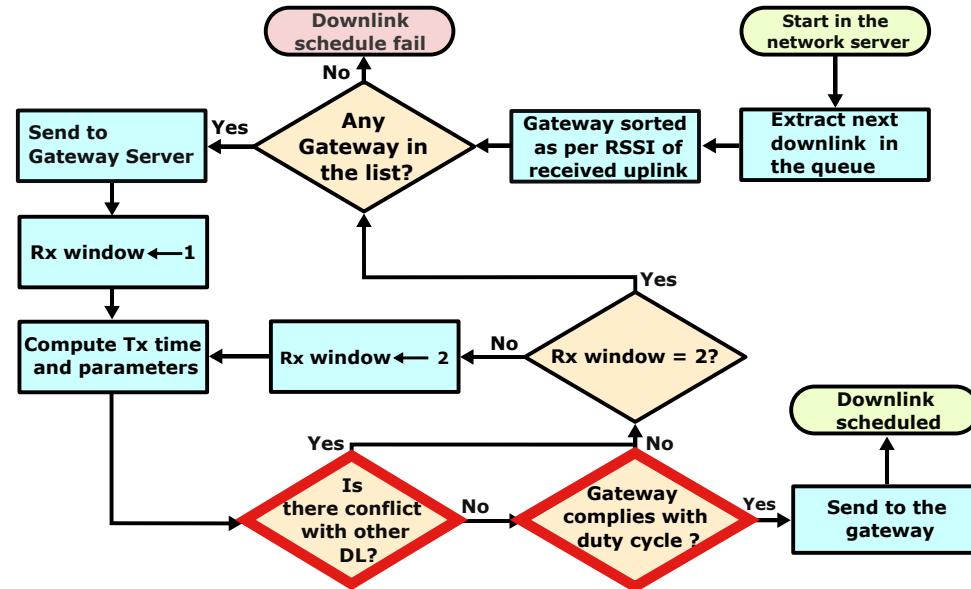 Downlink
schedule fail
Start in the
network server
No
Any
Gateway in
the list?
Yes
Send to
Gateway Server
Gateway sorted
as per RSSI of
received uplink
Extract next
downlink in
the queue
Rx window ← 1
Yes
Compute Tx time
and parameters
Rx window ← 2
No
Rx window = 2?
Downlink
scheduled
Yes
No
Is
there conflict
with other
DL?
No
Gateway
complies with
duty cycle ?
Yes
Send to the
gateway